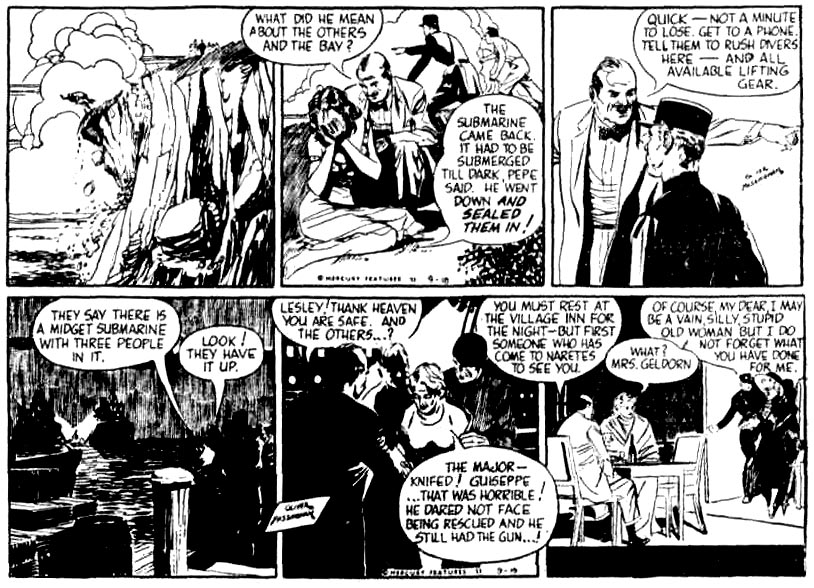 WHAT DID HE MEAN
ABOUT THE OTHERS
AND THE BAY?
THE
SUBMARINE
CAME BACK.
IT HAD TO BE
SUBMERGED
TILL DARK, PEPE
SAID. HE WENT
DOWN AND
SEALED
THEM IN!
© MERCURY FEATURES 9-18
QUICK — NOT A MINUTE
TO LOSE. GET TO A PHONE.
TELL THEM TO RUSH DIVERS
HERE — AND ALL
AVAILABLE LIFTING
GEAR.
THEY SAY THERE IS
A MIDGET SUBMARINE
WITH THREE PEOPLE
IN IT.
LOOK!
THEY HAVE
IT UP.
LESLEY! THANK HEAVEN
YOU ARE SAFE. AND
THE OTHERS...?
THE MAJOR—
KNIFED! GUISEPPE
...THAT WAS HORRIBLE!
HE DARED NOT FACE
BEING RESCUED AND HE
STILL HAD THE GUN...!
© MERCURY FEATURES 9-19
YOU MUST REST AT
THE VILLAGE INN FOR
THE NIGHT—BUT FIRST
SOMEONE WHO HAS
COME TO NARETES
TO SEE YOU.
WHAT?
MRS. GELDORN
OF COURSE, MY DEAR, I MAY
BE A VAIN, SILLY, STUPID
OLD WOMAN BUT I DO
NOT FORGET WHAT
YOU HAVE DONE
FOR ME.